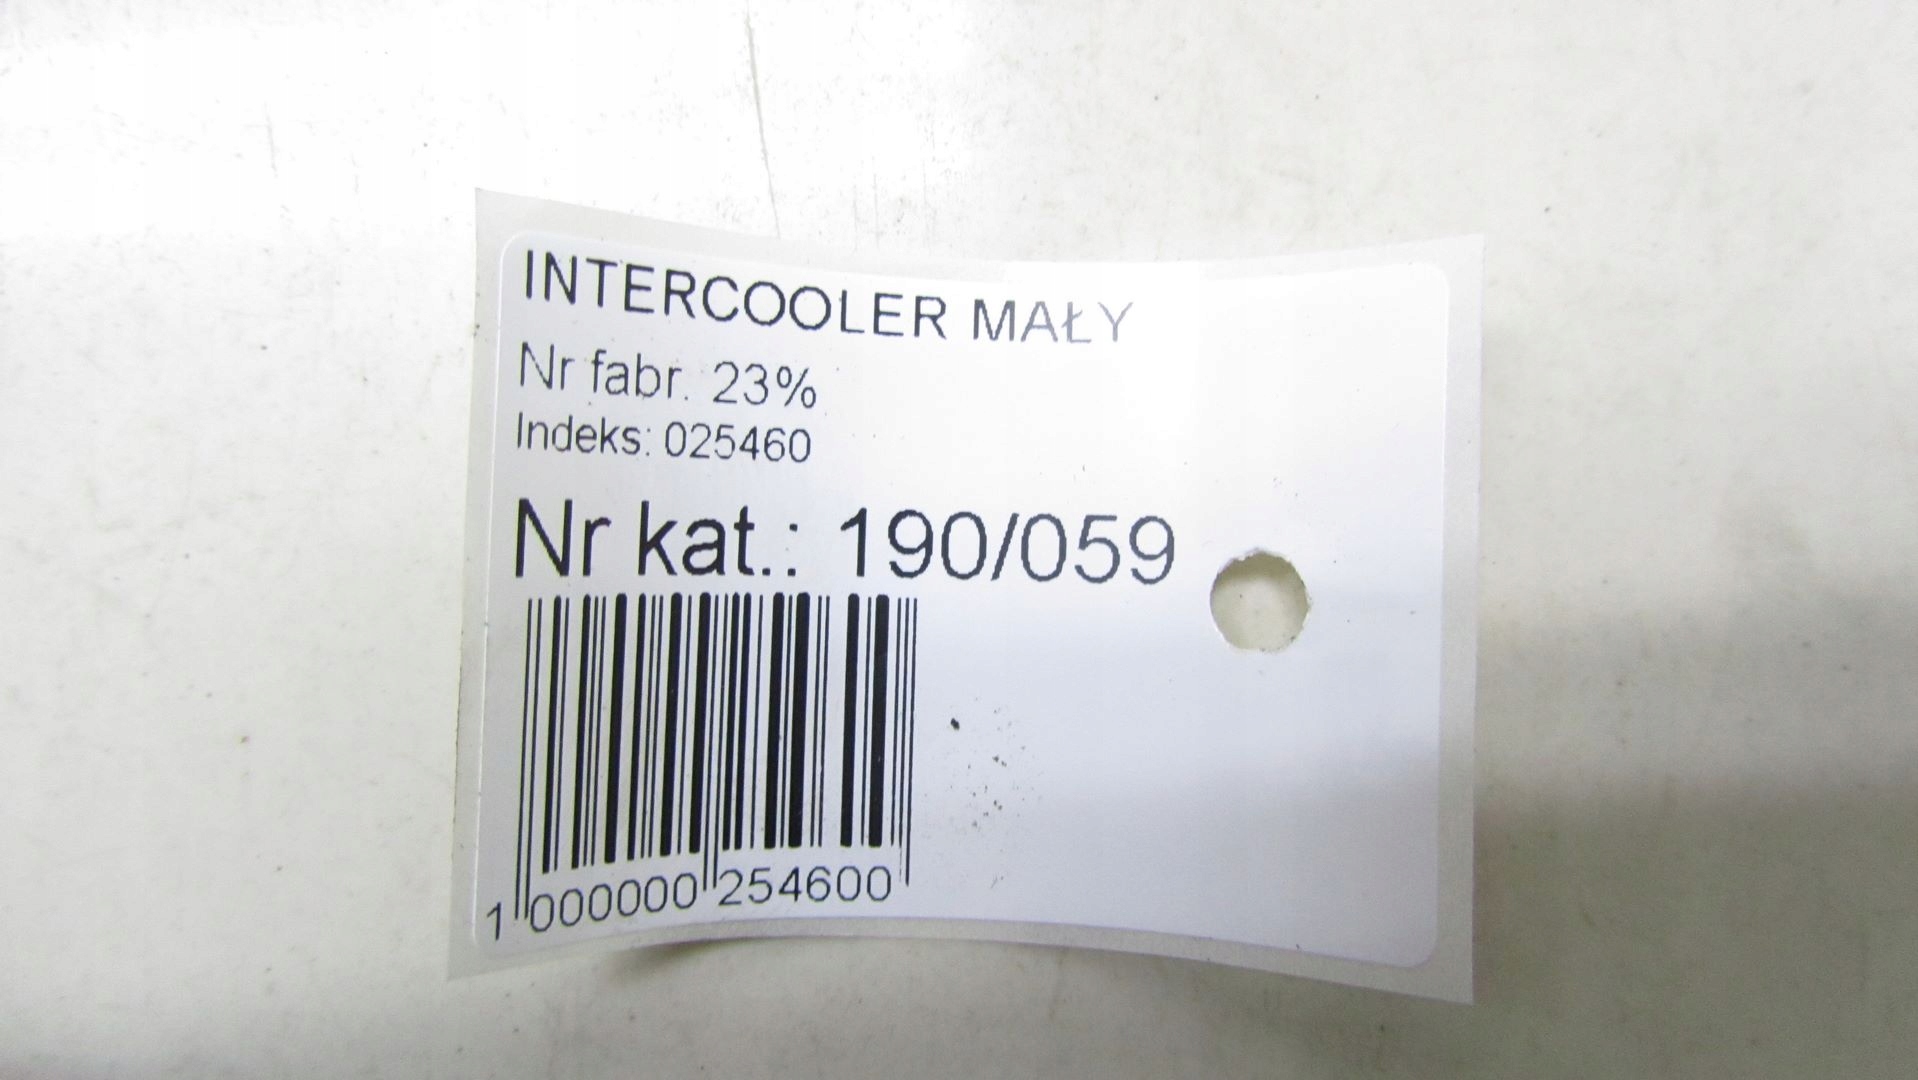 INTERCOOLER MAŁY
Nr fabr. 23%
Indeks: 025460
Nr kat.: 190/059
1 000000 254600